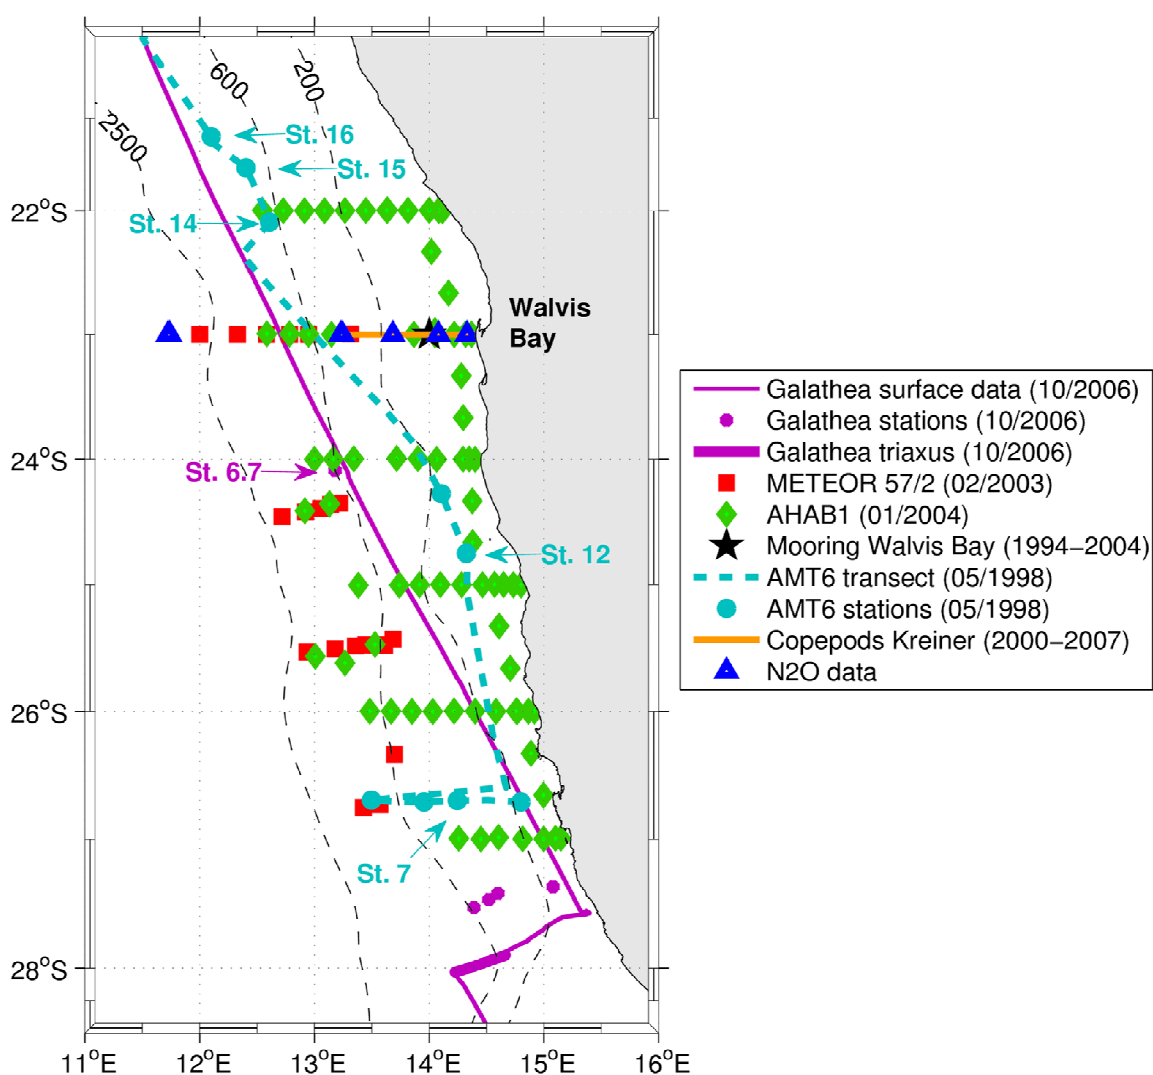 600
200
2500
St. 16
St. 15
22°S
St. 14
Walvis
Bay
Galathea surface data (10/2006)
Galathea stations (10/2006)
Galathea triaxus (10/2006)
METEOR 57/2 (02/2003)
AHAB1 (01/2004)
Mooring Walvis Bay (1994−2004)
AMT6 transect (05/1998)
AMT6 stations (05/1998)
Copepods Kreiner (2000−2007)
N2O data
24°S
St. 6.7
St. 12
26°S
St. 7
28°S
11°E 12°E 13°E 14°E 15°E 16°E